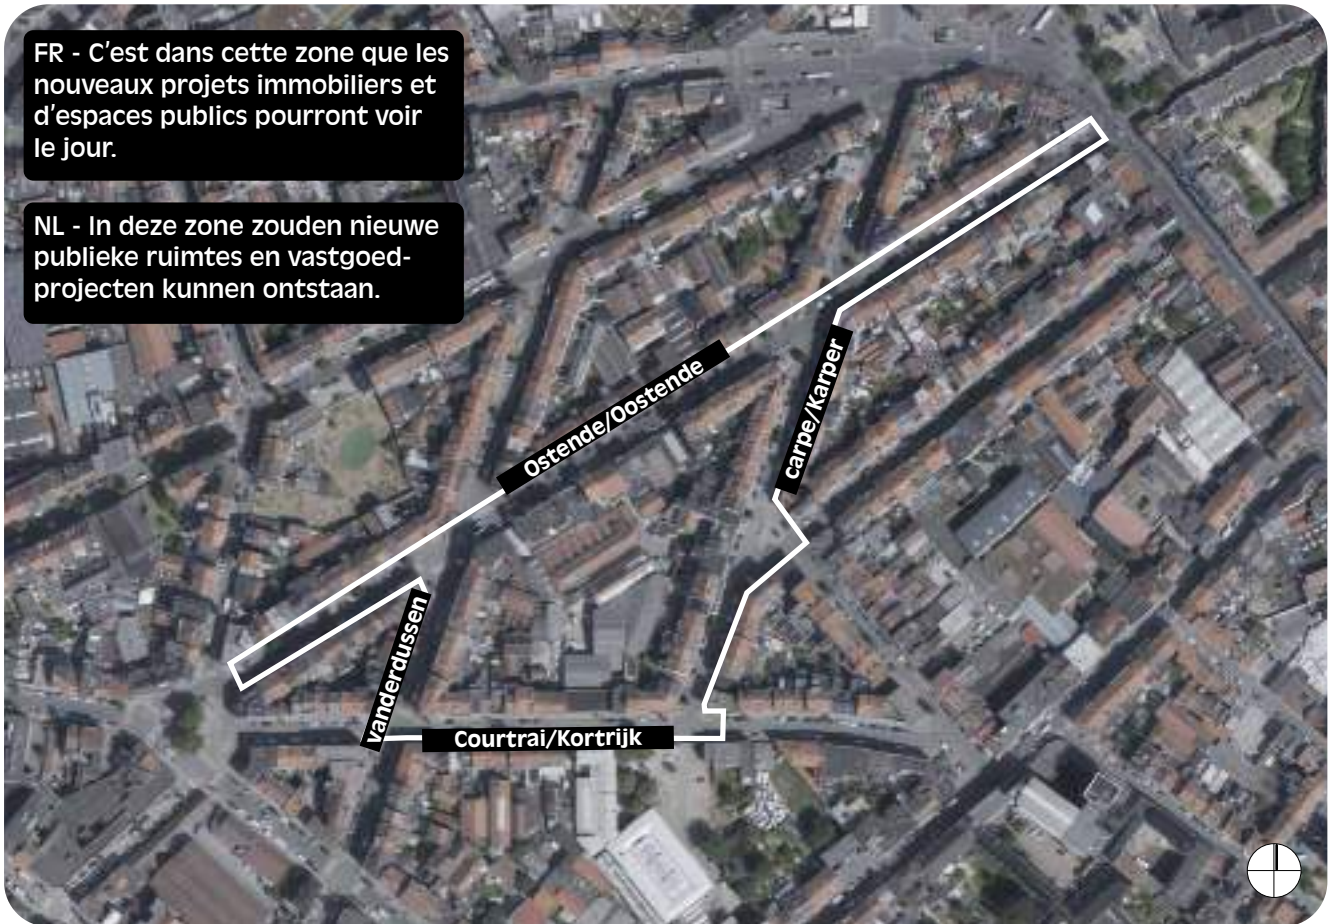 FR - C'est dans cette zone que les
nouveaux projets immobiliers et
d'espaces publics pourront voir
le jour.
NL - In deze zone zouden nieuwe
publieke ruimtes en vastgoed-
projecten kunnen ontstaan.
Ostende/Oostende
carpe/Karper
vanderdussen
Courtrai/Kortrijk